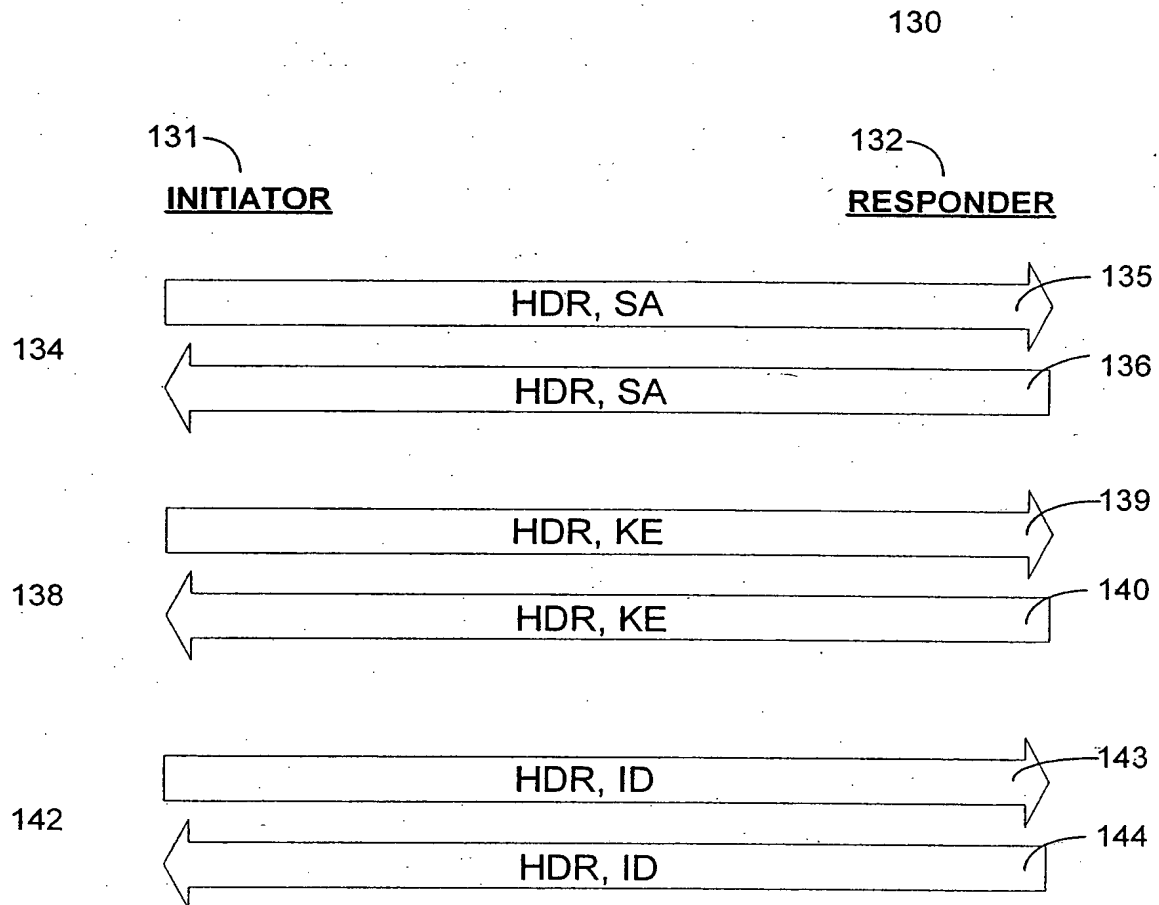 130
131
132
INITIATOR
RESPONDER
HDR, SA
135
134
HDR, SA
136
HDR, KE
139
138
HDR, KE
140
HDR, ID
143
142
HDR, ID
144